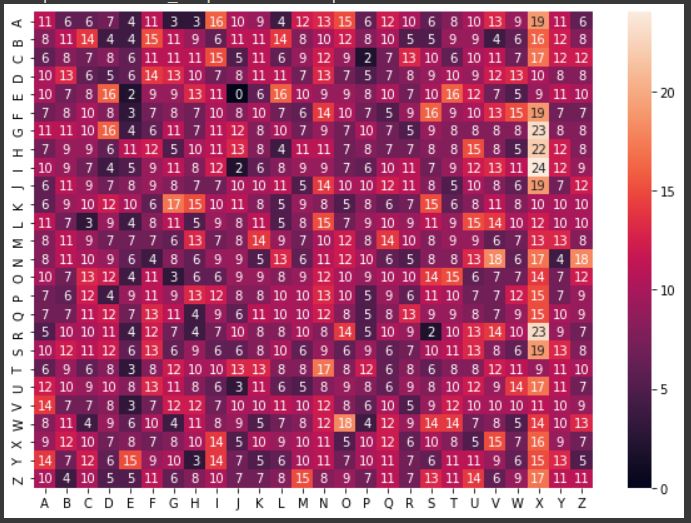 A 11 6 6 7 4 11 3 3 16 10 9 4 12 13 15 6 12 10 6 8 10 13 9 19 11 6
B 8 11 14 4 4 15 11 9 6 11 11 14 8 10 12 8 10 5 5 9 9 4 6 16 12 8
C 6 8 7 8 6 11 11 11 15 5 11 6 9 12 9 2 7 13 10 6 10 11 7 17 12 12
D 10 13 6 5 6 14 13 10 7 8 11 11 7 13 7 5 7 8 9 10 9 12 13 10 8 8
E 10 7 8 16 2 9 9 13 11 0 8 16 10 9 9 8 10 7 10 16 12 7 5 9 11 10
F 7 8 10 8 3 7 8 7 10 8 10 7 6 14 10 7 5 9 16 9 10 13 15 19 7 7
G 11 11 10 16 4 6 11 7 11 12 8 10 7 9 7 10 7 5 9 8 8 8 8 23 8 8
H 7 9 9 6 11 12 5 10 11 10 8 4 11 11 7 8 7 7 8 8 15 8 5 22 12 8
I 10 9 7 4 5 9 11 8 12 2 6 8 10 9 9 7 6 10 11 7 9 12 13 11 24 12 9
J 6 11 9 7 8 9 8 7 7 10 10 11 5 14 10 10 12 11 8 5 10 8 6 19 7 12
K 6 9 10 12 10 6 17 15 10 11 8 5 9 8 5 8 6 7 15 6 8 11 8 10 10 10
L 11 7 3 9 4 8 11 5 9 8 11 5 8 15 7 9 10 9 11 9 15 14 10 12 10 10
M 8 11 9 7 7 7 6 13 7 8 14 9 7 10 12 8 14 10 8 9 9 6 7 13 13 8
N 8 11 10 9 6 4 8 6 9 5 13 6 11 12 7 10 9 6 5 8 13 18 6 17 4 18
O 10 7 13 12 4 11 3 6 6 9 9 8 9 12 10 9 10 10 14 15 6 7 7 14 7 12
P 7 6 12 4 9 11 9 13 12 8 8 10 10 13 10 5 9 6 11 10 7 7 12 15 7 9
Q 7 7 11 12 7 13 11 4 9 6 11 10 10 12 8 5 8 13 9 9 8 7 9 15 10 9
R 5 10 10 11 4 12 7 4 7 10 8 8 10 8 14 5 10 9 2 10 13 14 10 23 9 7
S 10 12 11 12 6 13 6 9 6 6 8 10 6 9 6 9 6 7 10 11 13 8 6 19 13 8
T 6 9 6 8 3 8 12 10 10 13 13 8 8 17 8 12 6 8 6 8 8 12 11 9 11 10
U 12 10 9 10 8 13 11 8 6 3 11 6 5 8 9 8 6 9 8 10 12 9 14 17 11 7
V 14 7 7 8 3 7 12 12 7 10 10 11 10 12 8 6 10 5 9 12 10 10 10 11 10 9
W 8 11 4 9 6 10 4 11 8 9 5 7 8 12 18 4 12 9 14 14 7 8 5 14 10 13
X 9 12 10 7 8 7 8 10 14 5 10 9 10 11 5 9 10 7 12 10 8 5 15 7 16 9 7
Y 14 7 12 6 15 9 10 3 14 7 5 6 10 11 7 10 11 7 6 11 11 9 6 15 13 5
Z 10 4 10 5 5 11 6 8 10 7 7 8 15 8 9 7 11 7 13 11 14 6 9 17 11 11
A B C D E F G H I J K L M N O P Q R S T U V W X Y Z
20
15
10
5
0